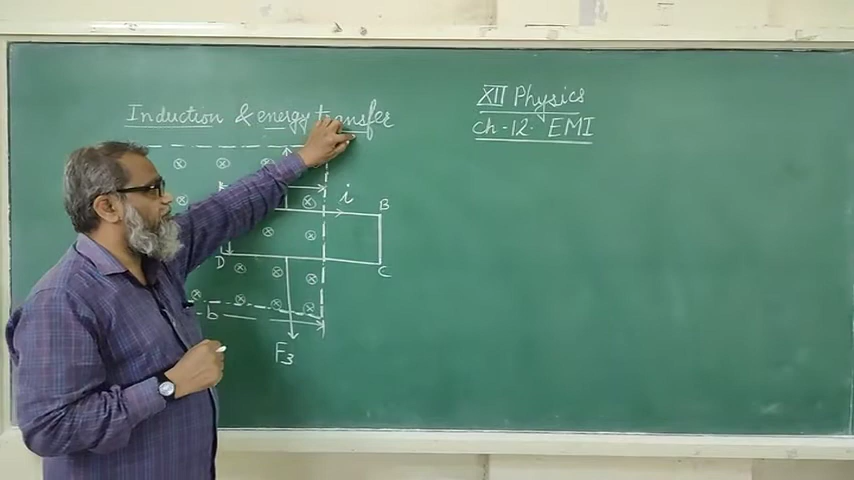 Induction & energy transfer
XII Physics
Ch-12. EMI
i
B
D
C
b
F3